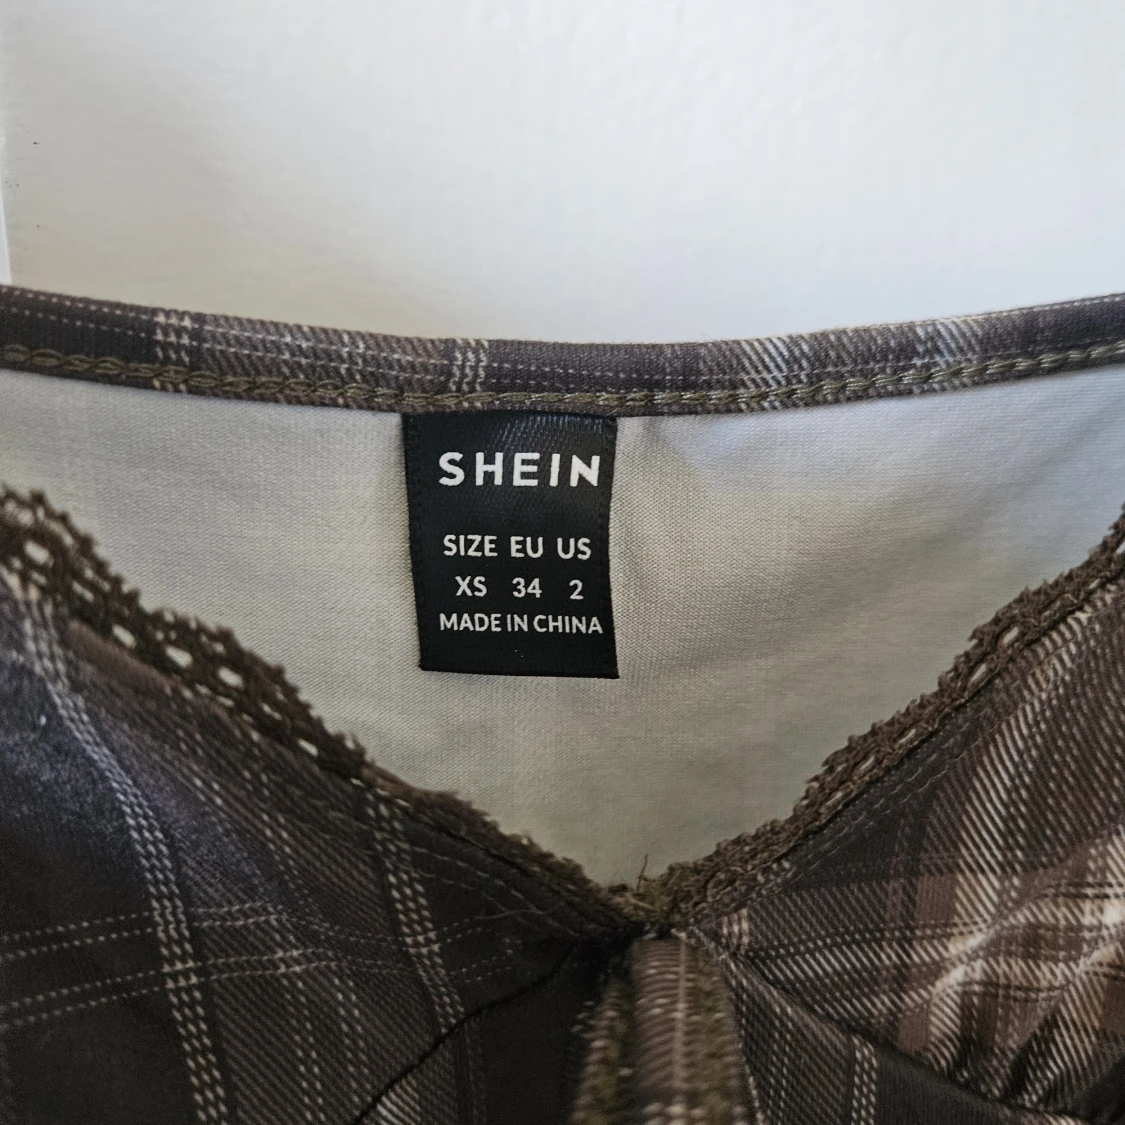 SHEIN
SIZE EU US
XS 34 2
MADE IN CHINA